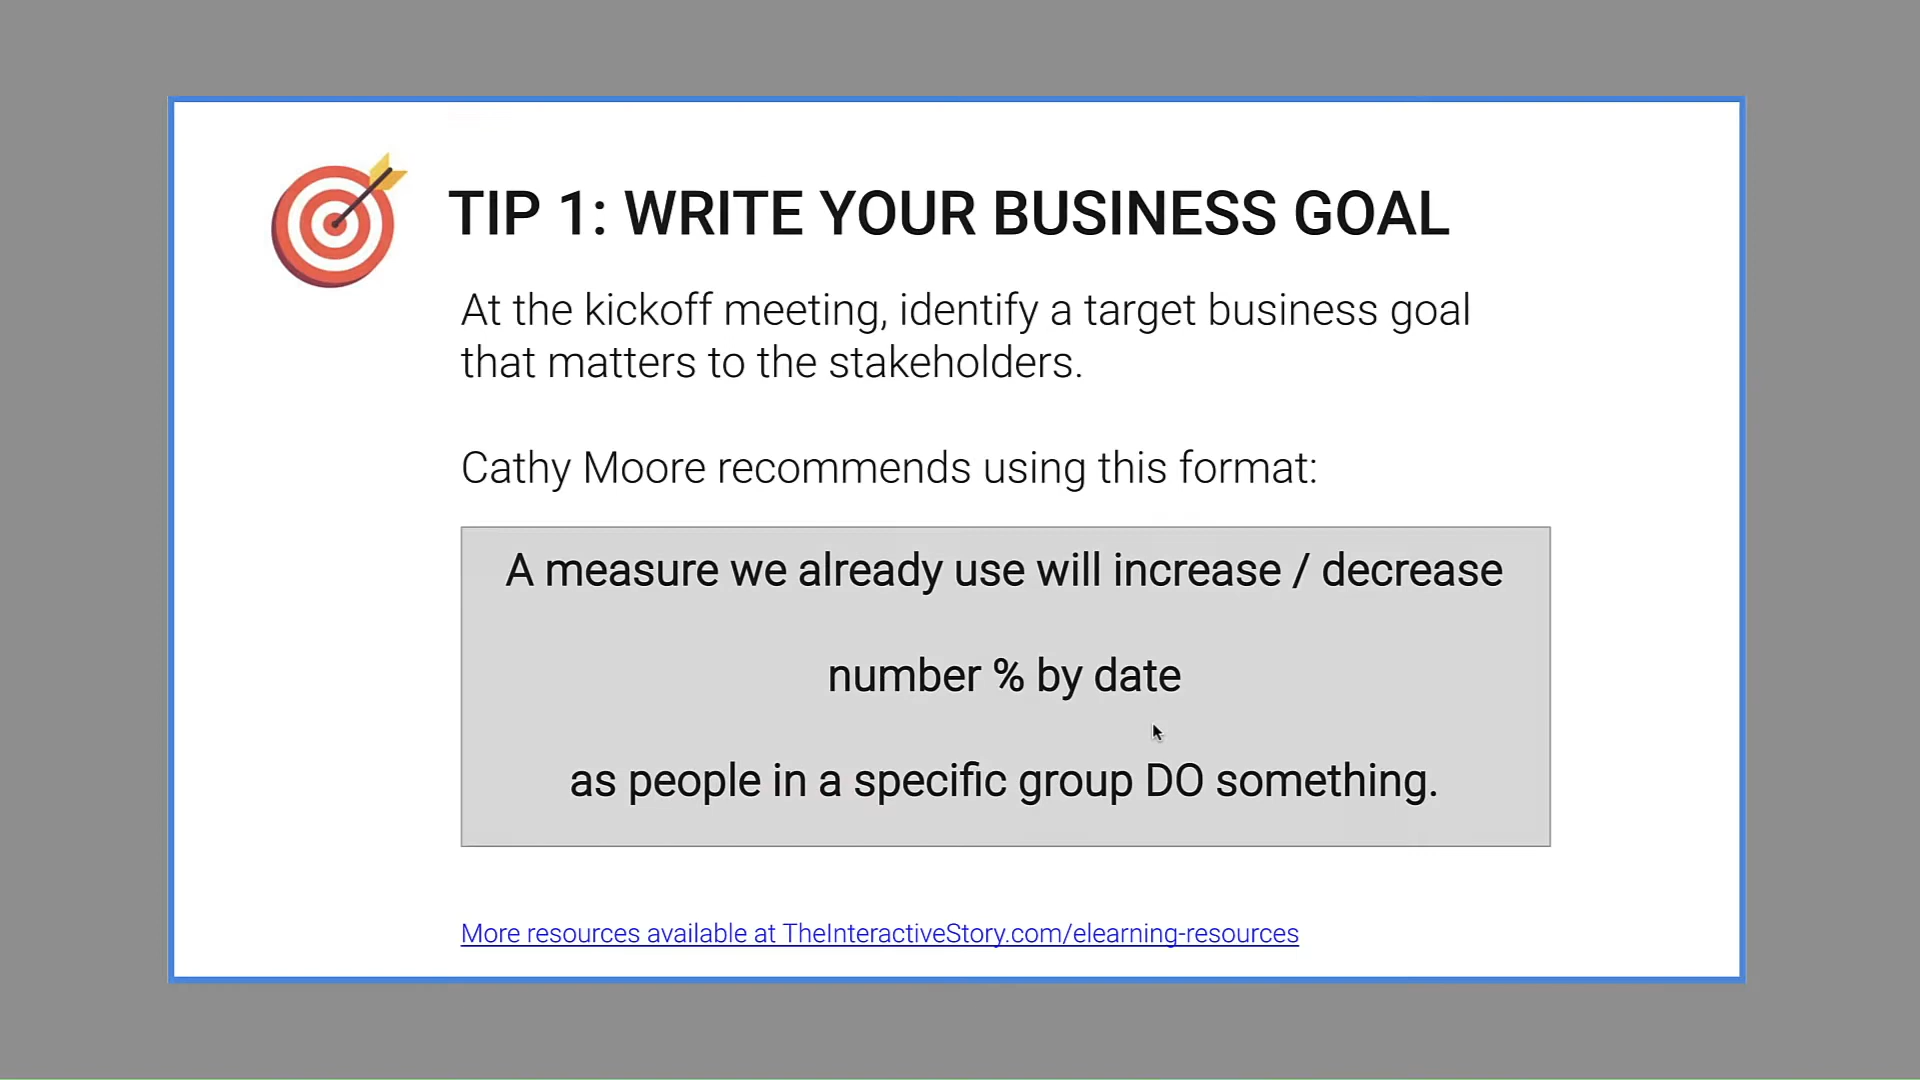 TIP 1: WRITE YOUR BUSINESS GOAL
At the kickoff meeting, identify a target business goal
that matters to the stakeholders.
Cathy Moore recommends using this format:
A measure we already use will increase / decrease
number % by date
as people in a specific group DO something.
More resources available at TheInteractiveStory.com/elearning-resources